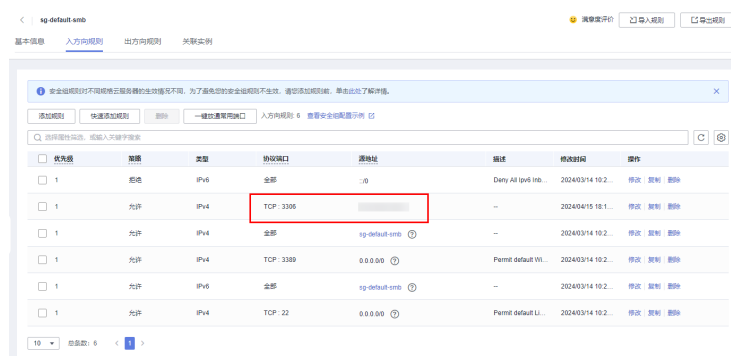 sg-default-smb 满意度评价 导入规则 导出规则
基本信息 入方向规则 出方向规则 关联实例
安全组规则对不同规格云服务器的生效情况不同，为了避免您的安全组规则不生效，请您添加规则前，单击此处了解详情。
添加规则 快速添加规则 删除 一键放通常用端口 入方向规则: 6 查看安全组配置示例
选择属性筛选，或输入关键字搜索
优先级 策略 类型 协议端口 源地址 描述 修改时间 操作
1 拒绝 IPv6 全部 ::/0 Deny All Ipv6 Inb... 2024/03/14 10:2... 修改 复制 删除
1 允许 IPv4 TCP : 3306 -- 2024/04/15 18:1... 修改 复制 删除
1 允许 IPv4 全部 sg-default-smb -- 2024/03/14 10:2... 修改 复制 删除
1 允许 IPv4 TCP : 3389 0.0.0.0/0 Permit default Wi... 2024/03/14 10:2... 修改 复制 删除
1 允许 IPv6 全部 sg-default-smb -- 2024/03/14 10:2... 修改 复制 删除
1 允许 IPv4 TCP : 22 0.0.0.0/0 Permit default Li... 2024/03/14 10:2... 修改 复制 删除
10 总条数: 6 < 1 >